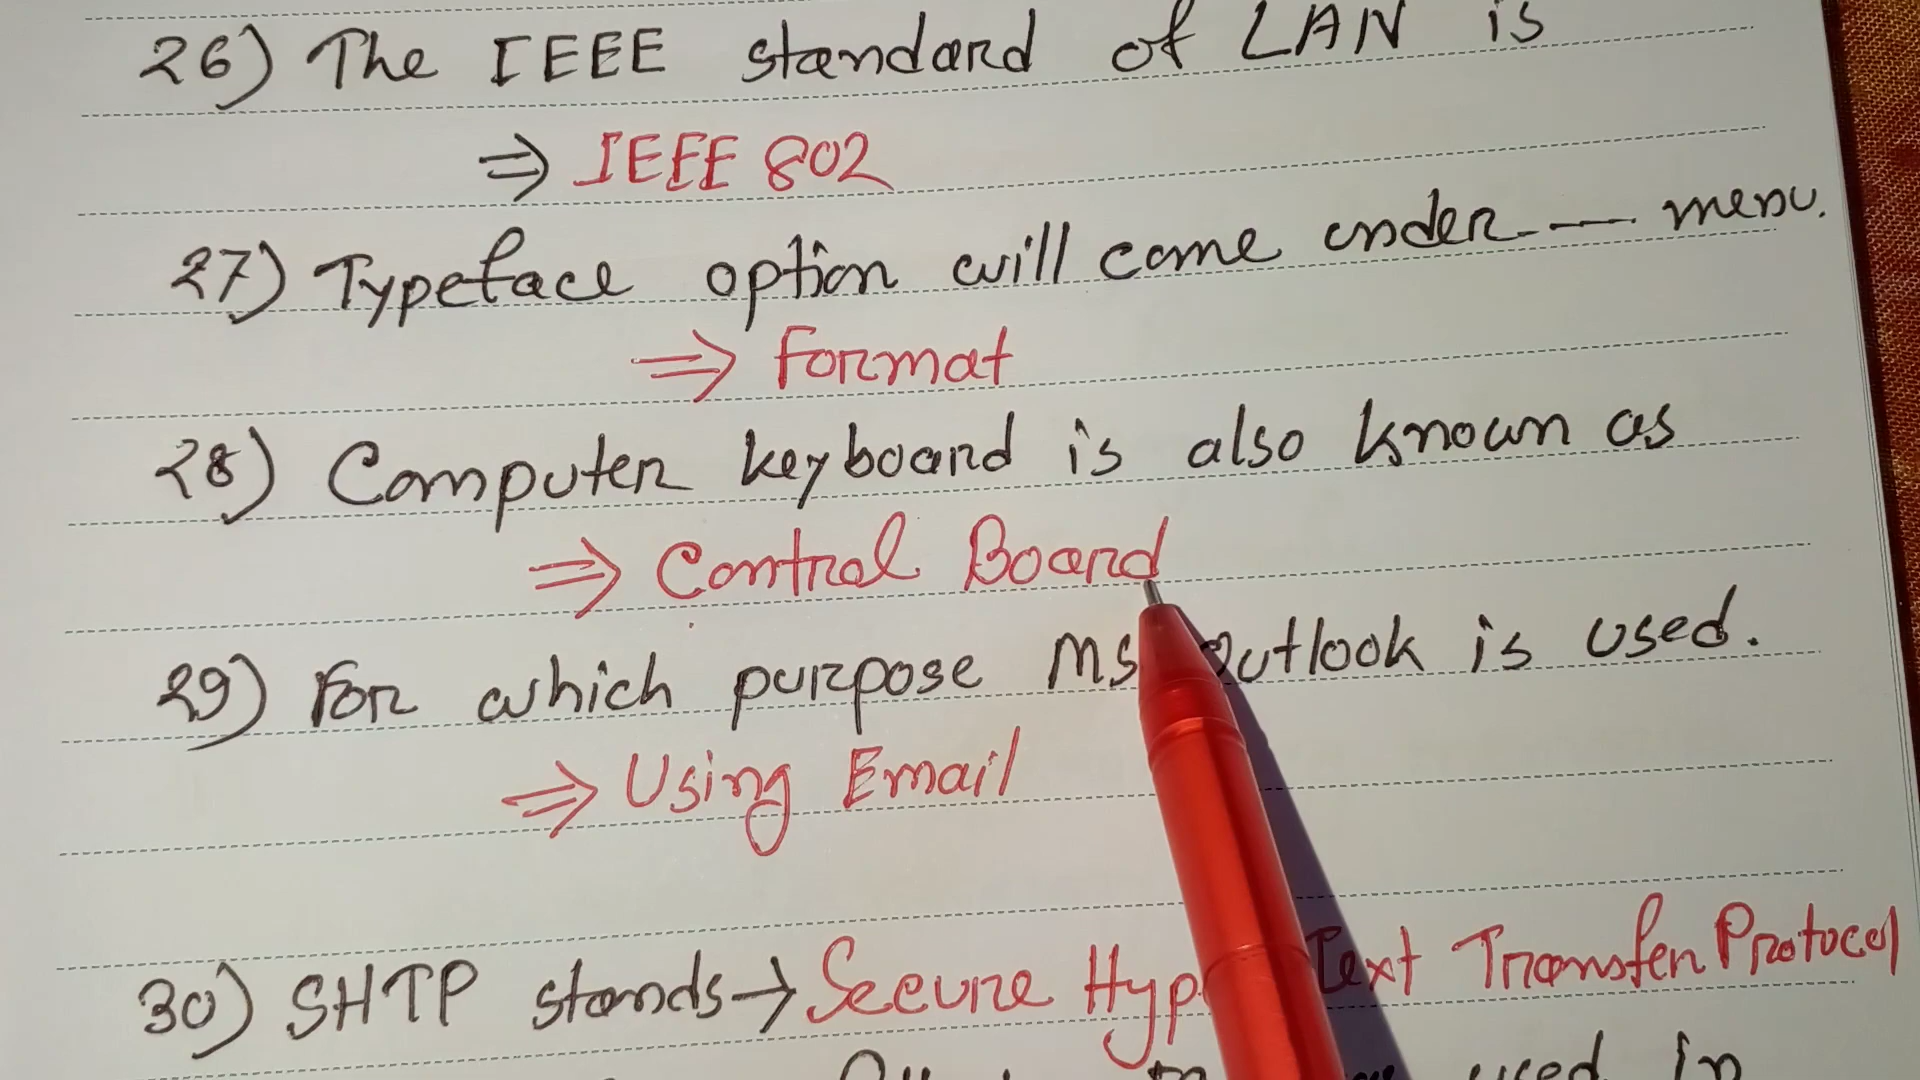 26) The IEEE standard of LAN is
⇒ IEEE 802
27) Typeface option will come under --- menu.
⇒ Format
28) Computer keyboard is also known as
⇒ Control Board
29) For which purpose MS outlook is used.
⇒ Using Email
30) SHTP stands → Secure Hyp Text Transfer Protocol
used in